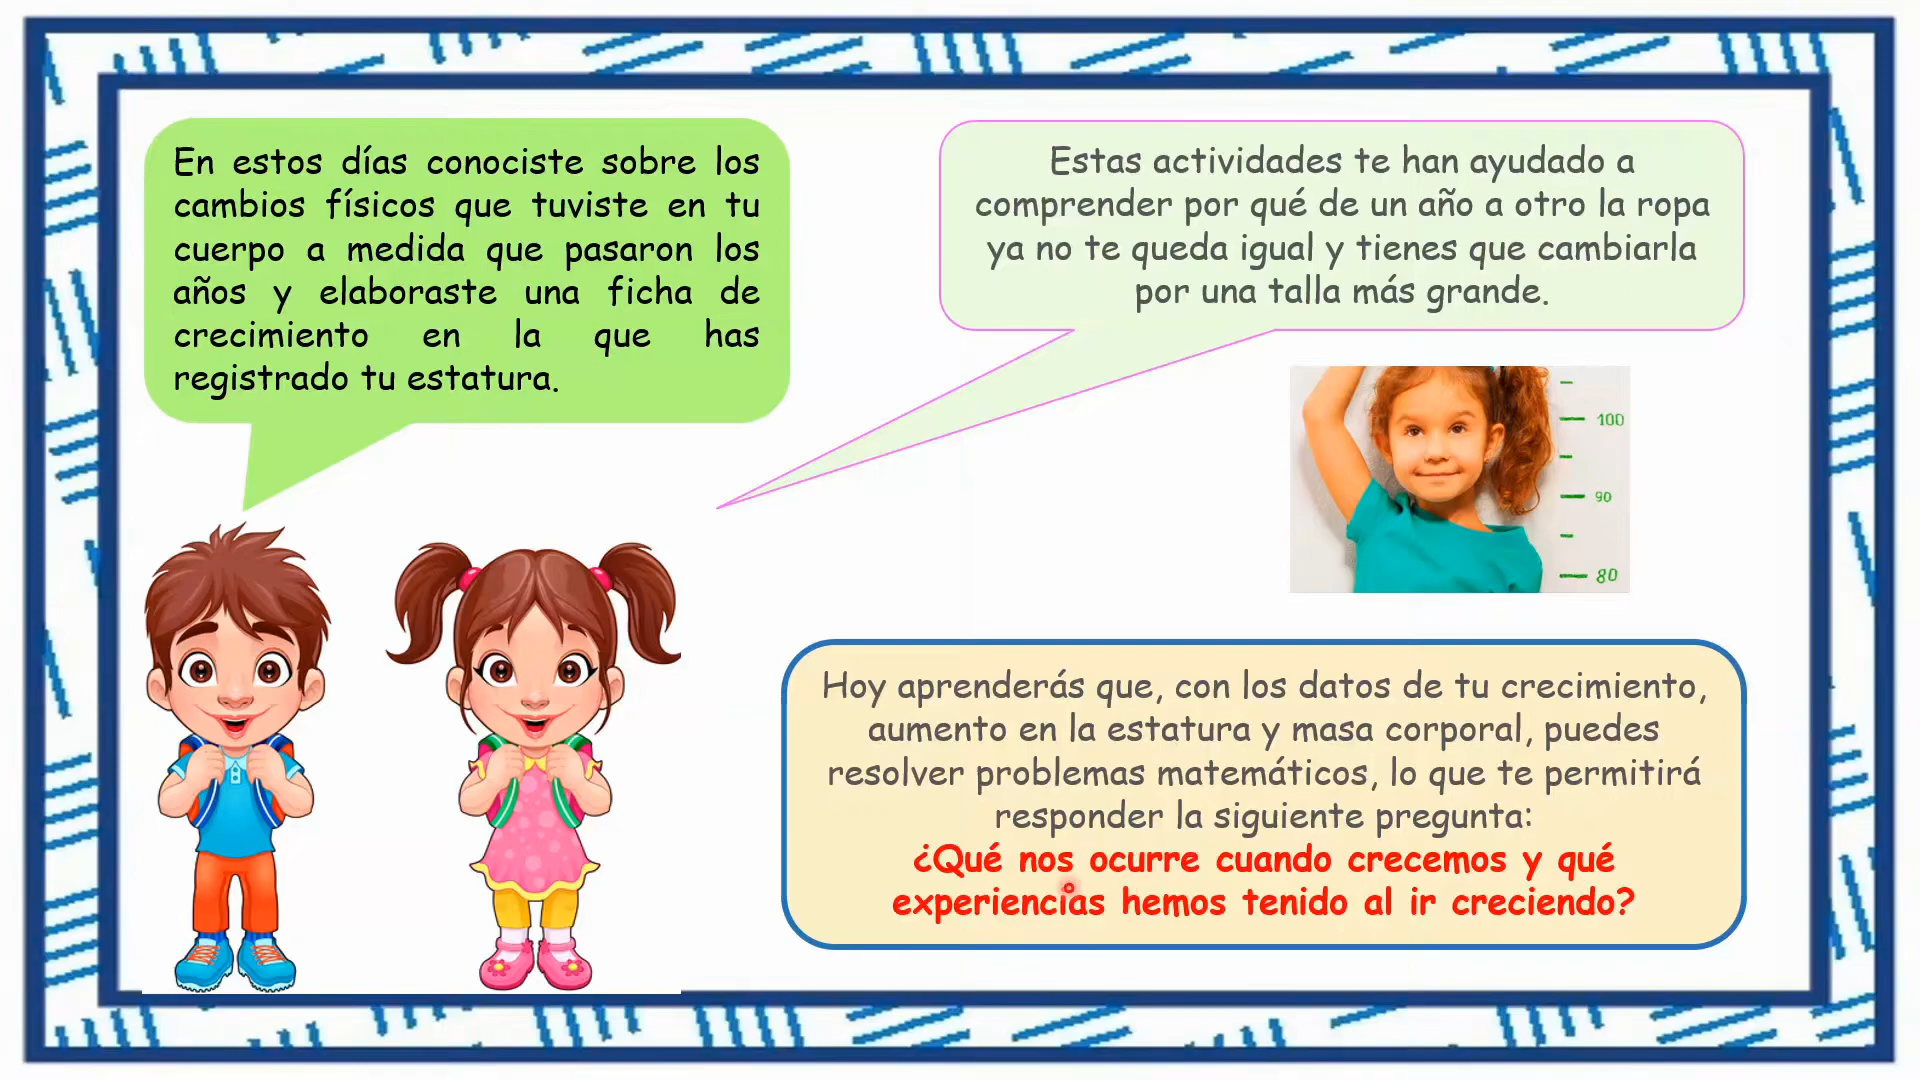 En estos días conociste sobre los
cambios físicos que tuviste en tu
cuerpo a medida que pasaron los
años y elaboraste una ficha de
crecimiento en la que has
registrado tu estatura.
Estas actividades te han ayudado a
comprender por qué de un año a otro la ropa
ya no te queda igual y tienes que cambiarla
por una talla más grande.
100
90
80
Hoy aprenderás que, con los datos de tu crecimiento,
aumento en la estatura y masa corporal, puedes
resolver problemas matemáticos, lo que te permitirá
responder la siguiente pregunta:
¿Qué nos ocurre cuando crecemos y qué
experiencias hemos tenido al ir creciendo?